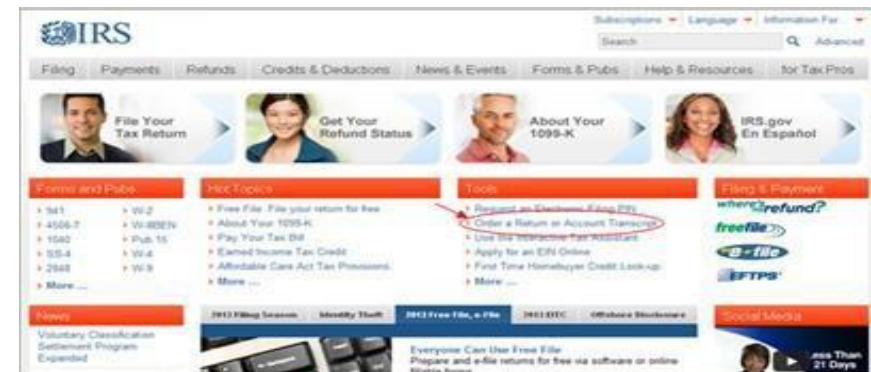 IRS
Subscriptions Language Information For
Search Advanced
Filing Payments Refunds Credits & Deductions News & Events Forms & Pubs Help & Resources for Tax Pros
File Your
Tax Return
Get Your
Refund Status
About Your
1099-K
IRS.gov
En Español
Forms and Pubs
941 W-2
4506-T W-8BEN
1040 Pub. 15
SS-4 W-4
2848 W-9
More ...
Hot Topics
Free File: File your return for free
About Your 1099-K
Pay Your Tax Bill
Earned Income Tax Credit
Affordable Care Act Tax Provisions
More ...
Tools
Request an Electronic Filing PIN
Order a Return or Account Transcript
Use the Interactive Tax Assistant
Apply for an EIN Online
First Time Homebuyer Credit Look-up
More ...
Filing & Payment
where's refund?
freefile
e-file
EFTPS
News
Voluntary Classification
Settlement Program
Expanded
2013 Filing Season Identity Theft 2013 Free File, e-File 2013 EITC Offshore Disclosure
Everyone Can Use Free File
Prepare and e-file returns for free via software or online
Social Media
Less Than
21 Days